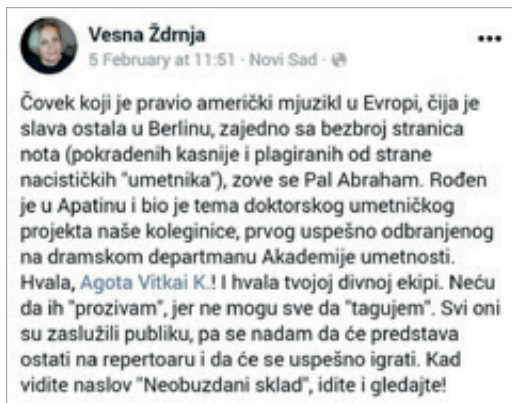 Vesna Ždrnja
5 February at 11:51 · Novi Sad ·
Čovek koji je pravio američki mjuzikl u Evropi, čija je
slava ostala u Berlinu, zajedno sa bezbroj stranica
nota (pokradenih kasnije i plagiranih od strane
nacističkih "umetnika"), zove se Pal Abraham. Rođen
je u Apatinu i bio je tema doktorskog umetničkog
projekta naše koleginice, prvog uspešno odbranjenog
na dramskom departmanu Akademije umetnosti.
Hvala, Agota Vitkai K.! I hvala tvojoj divnoj ekipi. Neću
da ih "prozivam", jer ne mogu sve da "tagujem". Svi oni
su zaslužili publiku, pa se nadam da će predstava
ostati na repertoaru i da će se uspešno igrati. Kad
vidite naslov "Neobuzdani sklad", idite i gledajte!